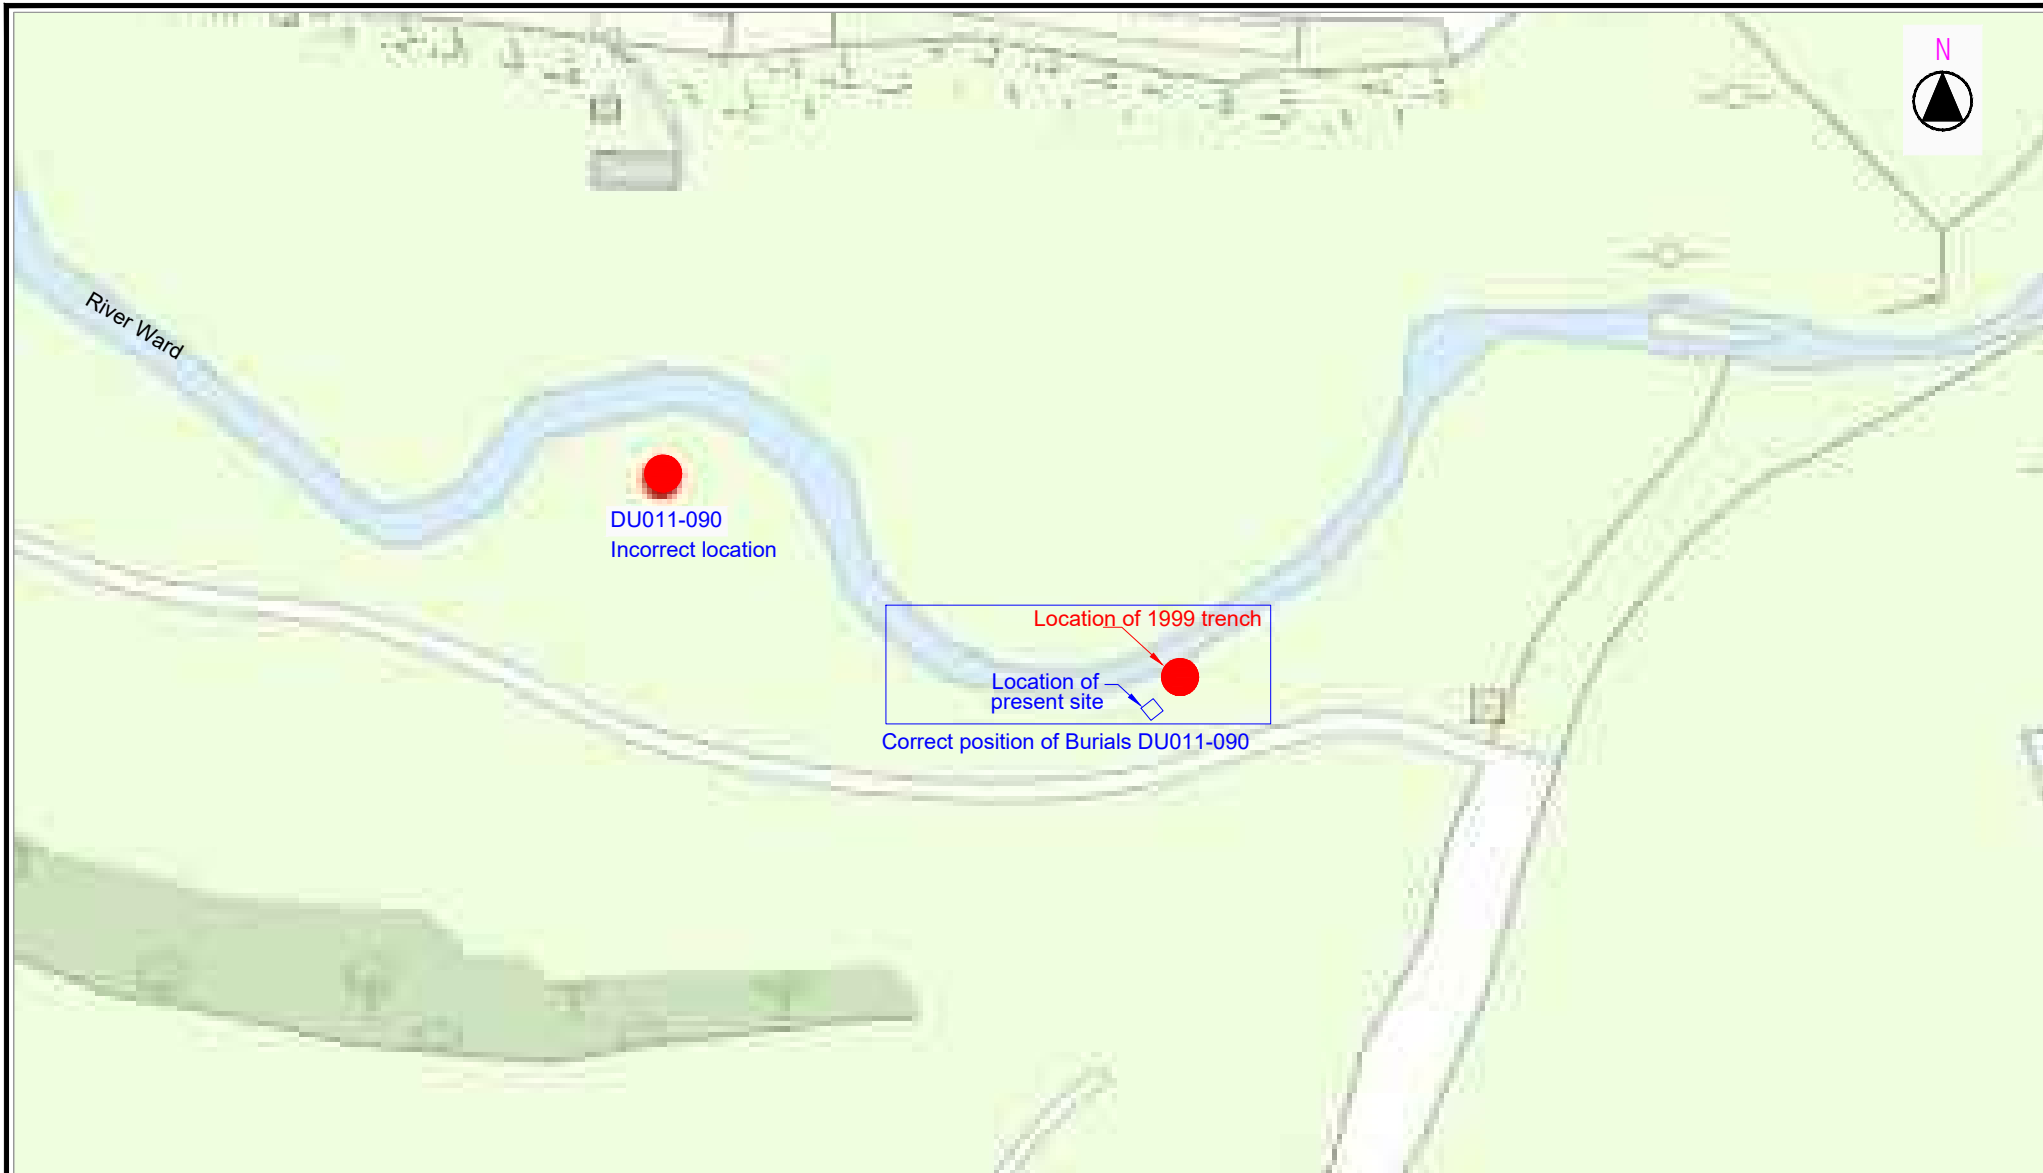 N
River Ward
DU011-090
Incorrect location
Location of 1999 trench
Location of
present site
Correct position of Burials DU011-090